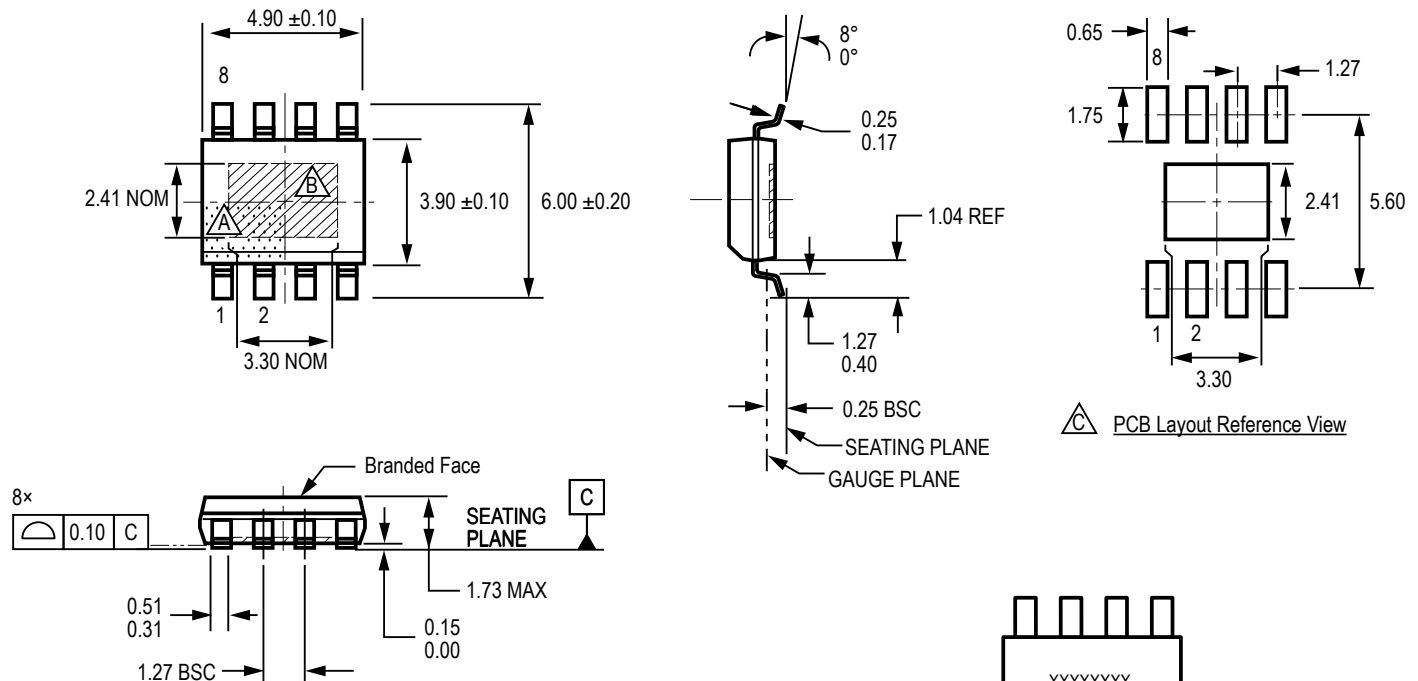 4.90 ±0.10
8
2.41 NOM
A
B
3.90 ±0.10
6.00 ±0.20
1
2
3.30 NOM
8°
0°
0.25
0.17
1.04 REF
1.27
0.40
0.25 BSC
SEATING PLANE
GAUGE PLANE
0.65
8
1.27
1.75
2.41
5.60
1
2
3.30
C
PCB Layout Reference View
Branded Face
8×
0.10
C
SEATING
PLANE
C
1.73 MAX
0.51
0.31
0.15
0.00
1.27 BSC
XXXXXXXX